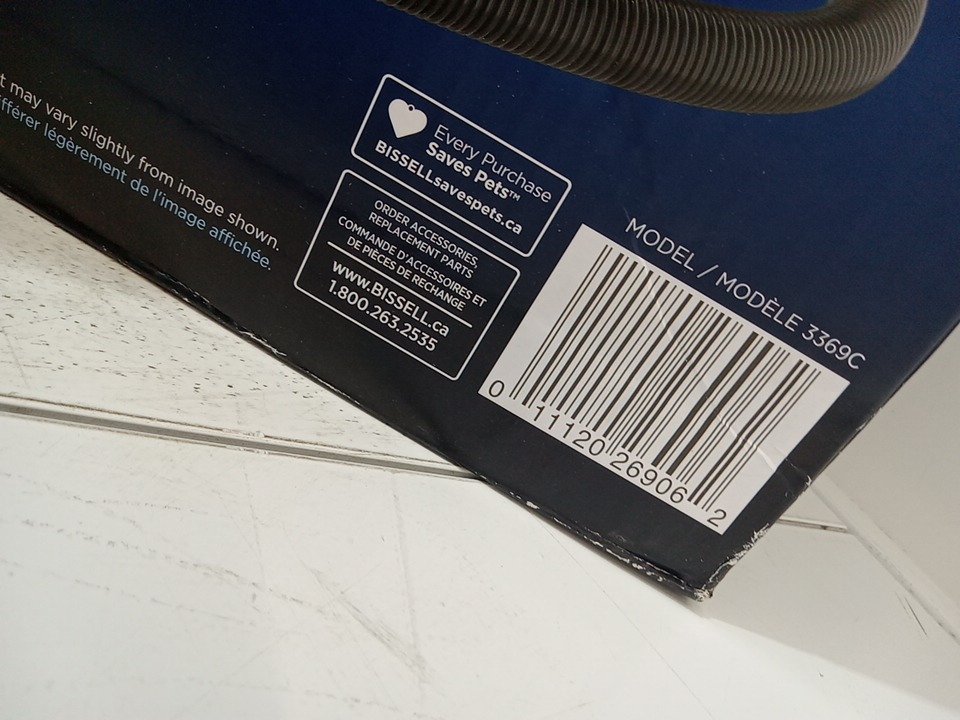 t may vary slightly from image shown.
ifférer légèrement de l'image affichée.
Every Purchase
Saves Pets™
BISSELLsavespets.ca
ORDER ACCESSORIES,
REPLACEMENT PARTS
COMMANDE D'ACCESSOIRES ET
DE PIÈCES DE RECHANGE
www.BISSELL.ca
1.800.263.2535
MODEL / MODÈLE 3369C
0 11120 26906 2